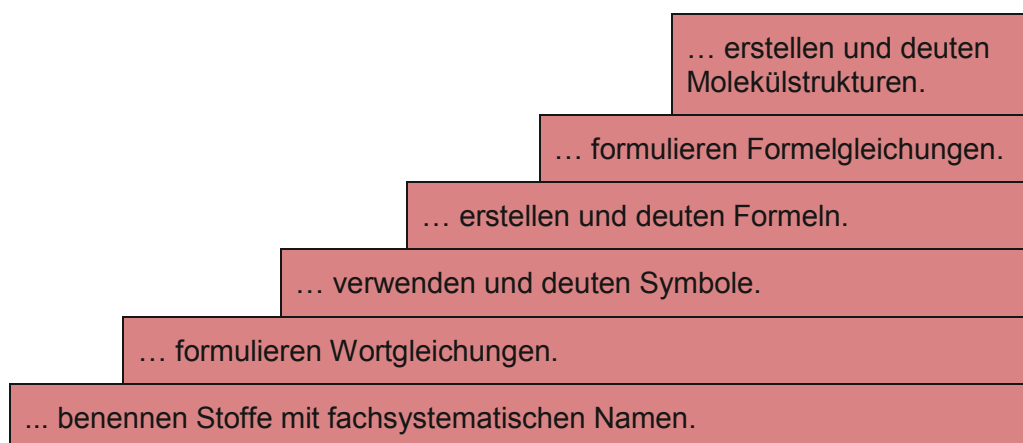 … erstellen und deuten
Molekülstrukturen.
… formulieren Formelgleichungen.
… erstellen und deuten Formeln.
… verwenden und deuten Symbole.
… formulieren Wortgleichungen.
... benennen Stoffe mit fachsystematischen Namen.